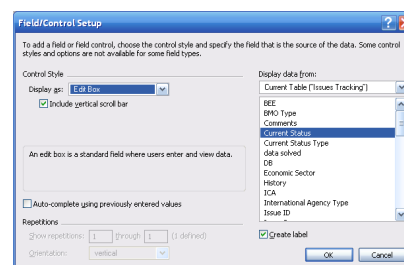 Field/Control Setup
To add a field or field control, choose the control style and specify the field that is the source of the data. Some control
styles and options are not available for some field types.
Control Style
Display as: Edit Box
Include vertical scroll bar
An edit box is a standard field where users enter and view data.
Auto-complete using previously entered values
Repetitions
Show repetitions: 1 through 1 (1 defined)
Orientation: vertical
Display data from:
Current Table ("Issues Tracking")
BEE
BMO Type
Comments
Current Status
Current Status Type
data solved
DB
Economic Sector
History
ICA
International Agency Type
Issue ID
Create label
OK
Cancel